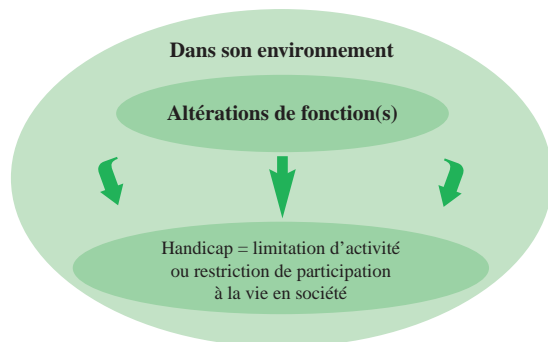 Dans son environnement
Altérations de fonction(s)
Handicap = limitation d’activité
ou restriction de participation
à la vie en société